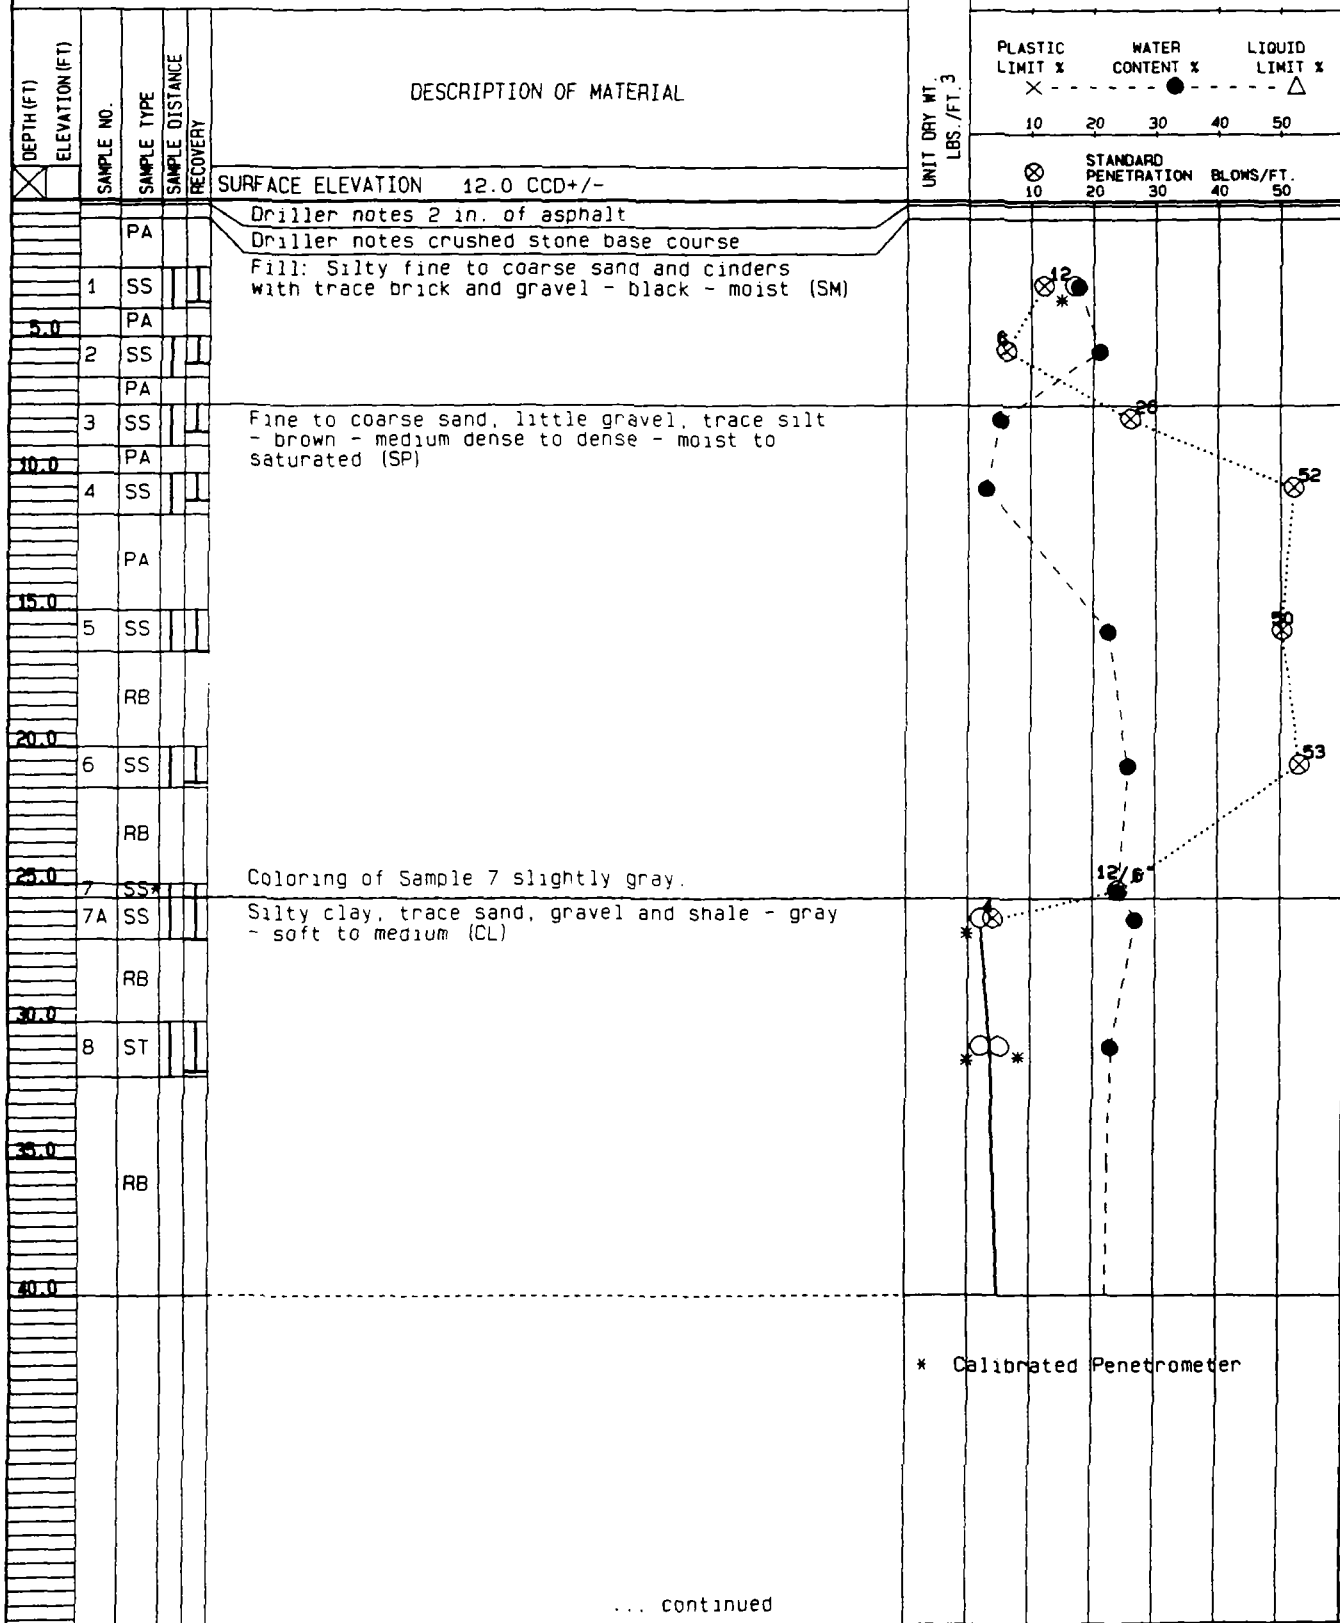 DEPTH (FT)
ELEVATION (FT)
SAMPLE NO.
SAMPLE TYPE
SAMPLE DISTANCE
RECOVERY
DESCRIPTION OF MATERIAL
SURFACE ELEVATION 12.0 CCD+/-
UNIT DRY WT.
LBS./FT.3
PLASTIC WATER LIQUID
LIMIT % CONTENT % LIMIT %
10 20 30 40 50
STANDARD
PENETRATION BLOWS/FT.
10 20 30 40 50
Driller notes 2 in. of asphalt
PA
Driller notes crushed stone base course
Fill: Silty fine to coarse sand and cinders
1 SS with trace brick and gravel - black - moist (SM)
12
*
PA
5.0
2 SS
6
PA
3 SS Fine to coarse sand, little gravel, trace silt
26
- brown - medium dense to dense - moist to
PA saturated (SP)
10.0
4 SS
52
PA
15.0
5 SS
50
RB
20.0
6 SS
53
RB
25.0
Coloring of Sample 7 slightly gray.
7 SS*
12/6"
7A SS Silty clay, trace sand, gravel and shale - gray
4
- soft to medium (CL)
*
RB
30.0
8 ST
* *
35.0
RB
40.0
* Calibrated Penetrometer
... continued